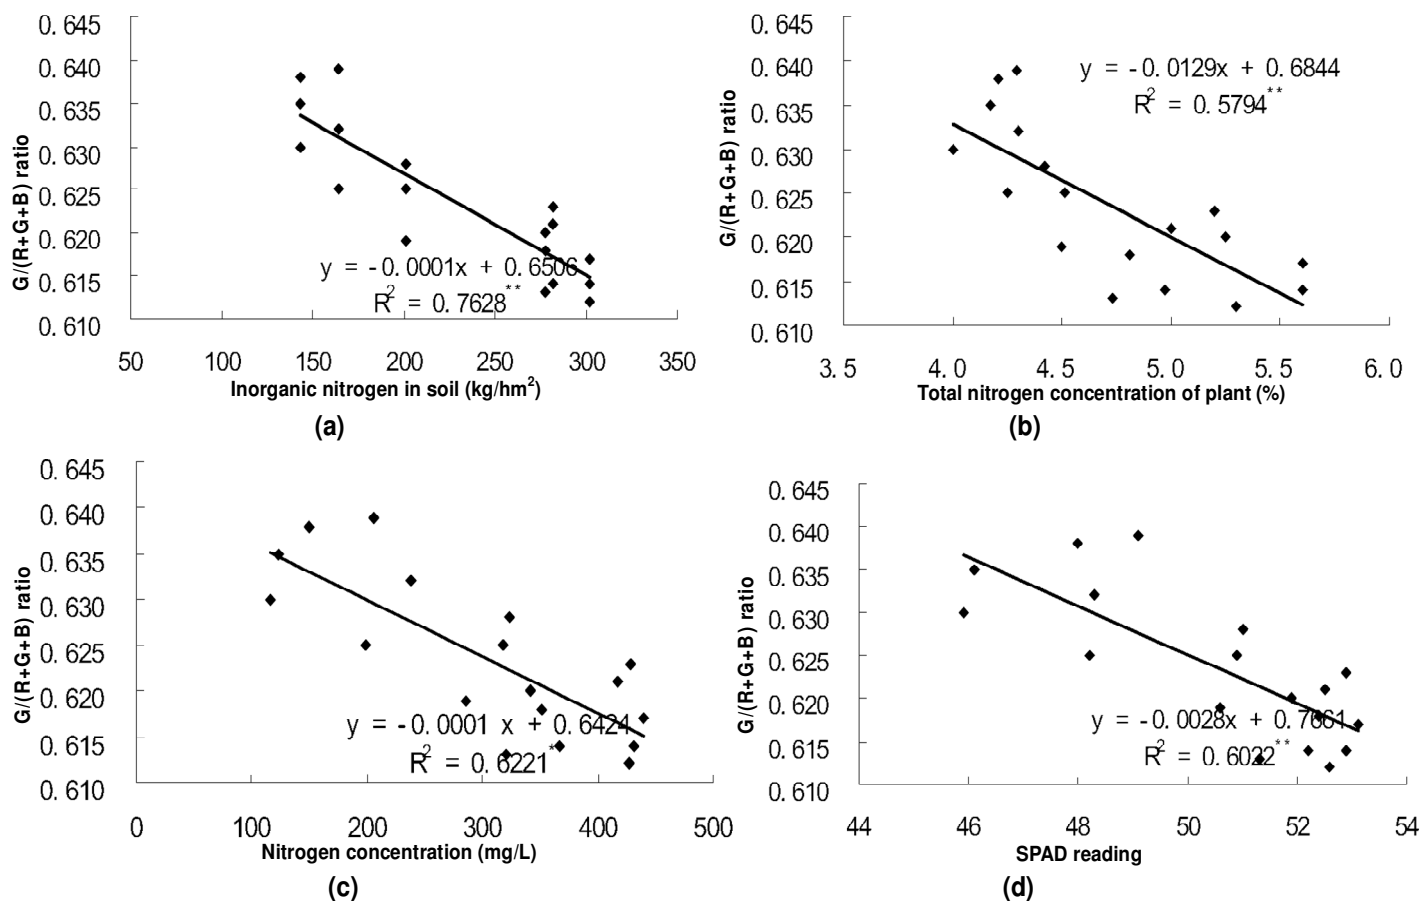 0.645
0.640
0.635
0.630
0.625
0.620
0.615
0.610
G/(R+G+B) ratio
y = -0.0001x + 0.6506
R² = 0.7628**
50 100 150 200 250 300 350
Inorganic nitrogen in soil (kg/hm²)
(a)
0.645
0.640
0.635
0.630
0.625
0.620
0.615
0.610
G/(R+G+B) ratio
y = -0.0129x + 0.6844
R² = 0.5794**
3.5 4.0 4.5 5.0 5.5 6.0
Total nitrogen concentration of plant (%)
(b)
0.645
0.640
0.635
0.630
0.625
0.620
0.615
0.610
G/(R+G+B) ratio
y = -0.0001 x + 0.6424
R² = 0.6221*
0 100 200 300 400 500
Nitrogen concentration (mg/L)
(c)
0.645
0.640
0.635
0.630
0.625
0.620
0.615
0.610
G/(R+G+B) ratio
y = -0.0028x + 0.7661
R² = 0.6022**
44 46 48 50 52 54
SPAD reading
(d)